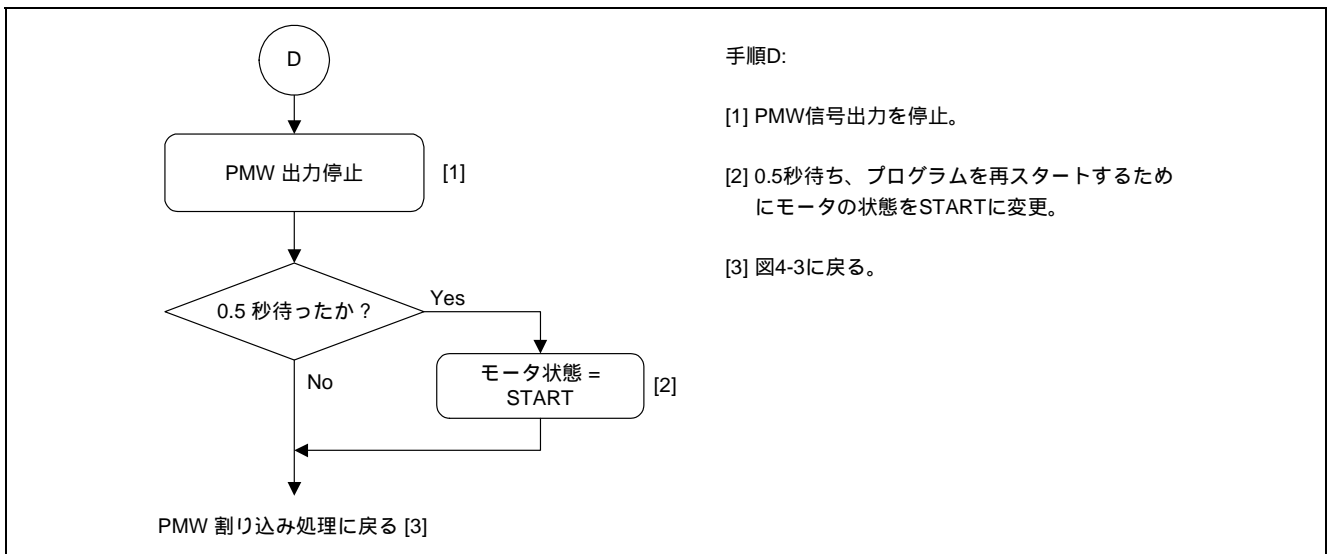 D
PMW 出力停止
[1]
0.5 秒待ったか ?
Yes
No
モータ状態 =
START
[2]
PMW 割り込み処理に戻る [3]
手順D:
[1] PMW信号出力を停止。
[2] 0.5秒待ち、プログラムを再スタートするため
にモータの状態をSTARTに変更。
[3] 図4-3に戻る。